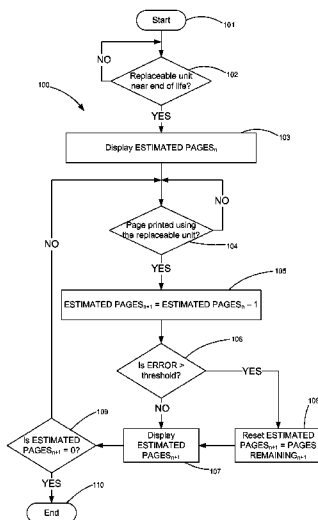 Start
101
NO
Replaceable unit
near end of life?
102
100
YES
103
Display ESTIMATED PAGESn
NO
NO
Page printed using
the replaceable unit?
104
YES
105
ESTIMATED PAGESn+1 = ESTIMATED PAGESn – 1
106
Is ERROR >
threshold?
YES
NO
109
108
Is ESTIMATED
PAGESn+1 = 0?
Display
ESTIMATED
PAGESn+1
107
Reset ESTIMATED
PAGESn+1 = PAGES
REMAININGn+1
YES
110
End